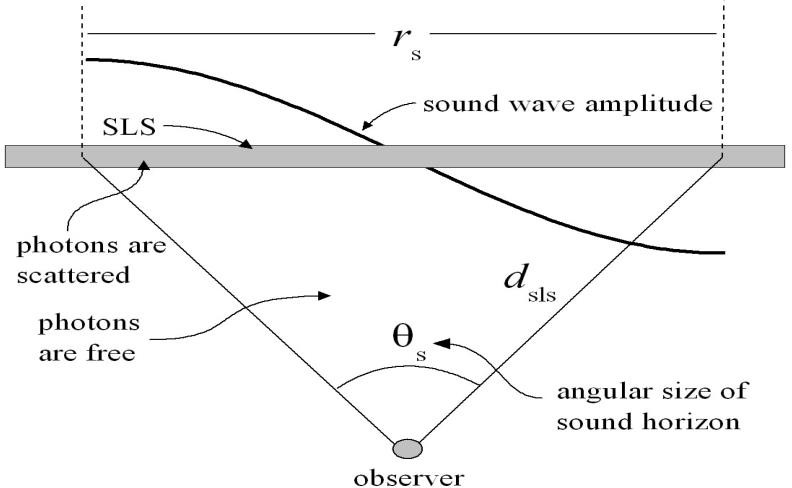 r_s
sound wave amplitude
SLS
photons are
scattered
d_sls
photons
are free
θ_s
angular size of
sound horizon
observer